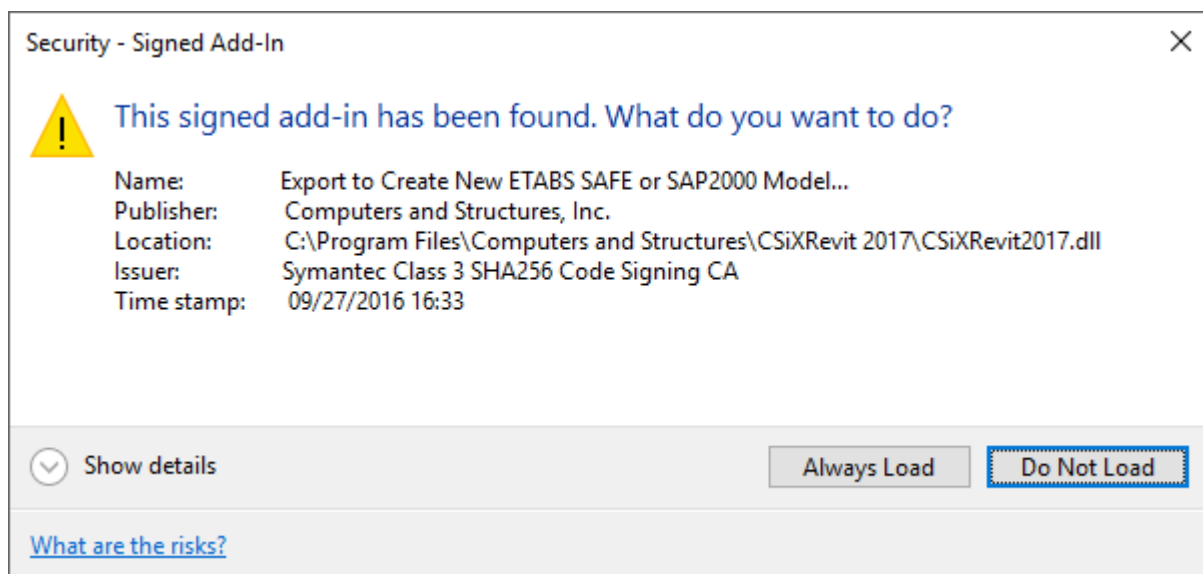 Security - Signed Add-In
This signed add-in has been found. What do you want to do?
Name: Export to Create New ETABS SAFE or SAP2000 Model...
Publisher: Computers and Structures, Inc.
Location: C:\Program Files\Computers and Structures\CSiXRevit 2017\CSiXRevit2017.dll
Issuer: Symantec Class 3 SHA256 Code Signing CA
Time stamp: 09/27/2016 16:33
Show details Always Load Do Not Load
What are the risks?